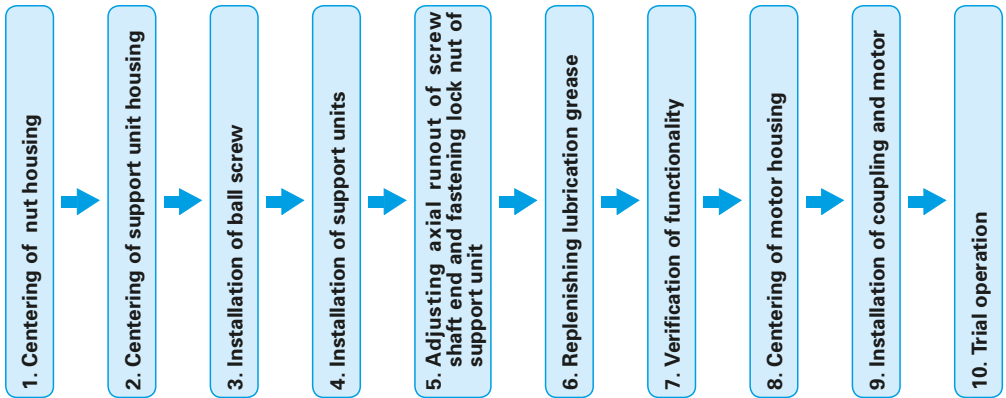 1. Centering of nut housing
2. Centering of support unit housing
3. Installation of ball screw
4. Installation of support units
5. Adjusting axial runout of screw
shaft end and fastening lock nut of
support unit
6. Replenishing lubrication grease
7. Verification of functionality
8. Centering of motor housing
9. Installation of coupling and motor
10. Trial operation